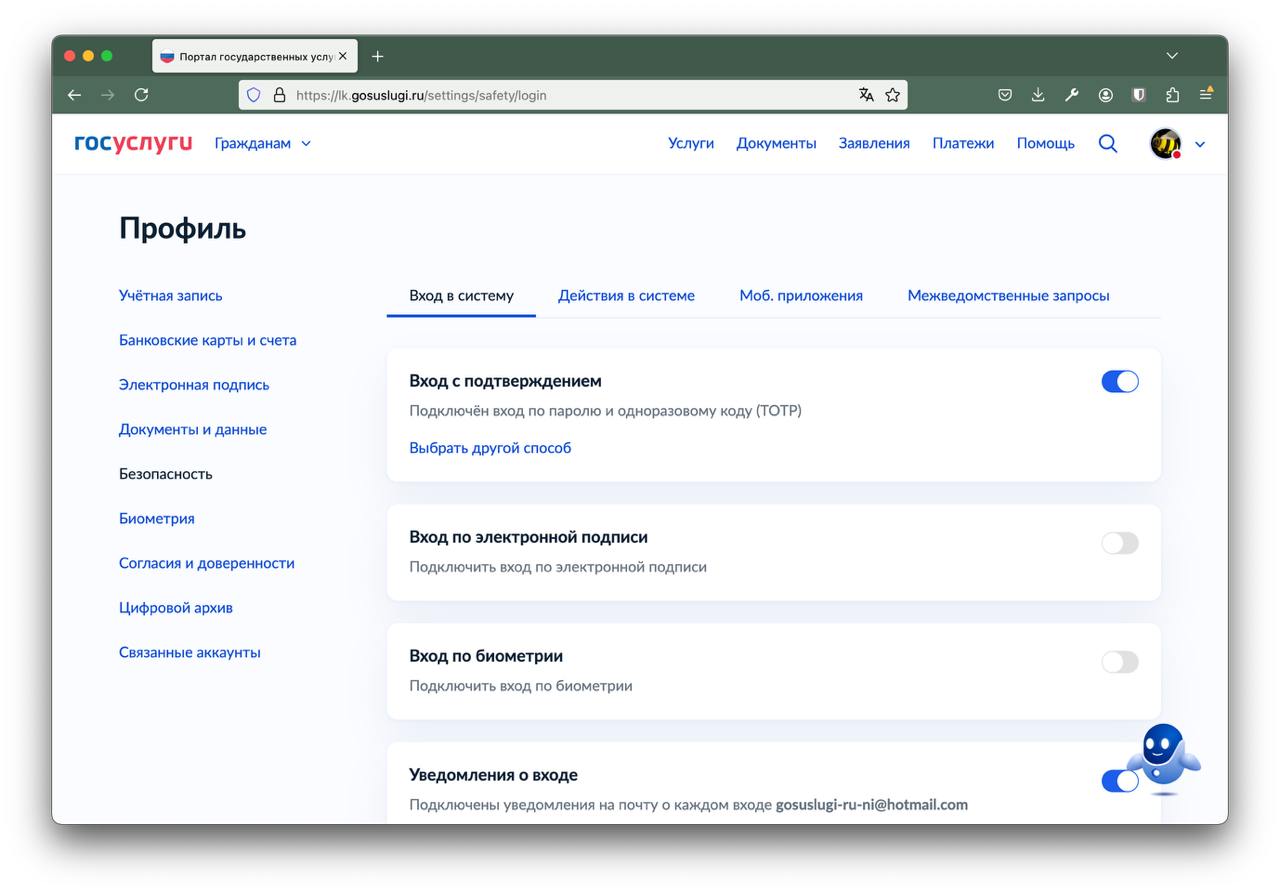 Портал государственных услу
https://lk.gosuslugi.ru/settings/safety/login
госуслуги
Гражданам
Услуги
Документы
Заявления
Платежи
Помощь
Профиль
Учётная запись
Банковские карты и счета
Электронная подпись
Документы и данные
Безопасность
Биометрия
Согласия и доверенности
Цифровой архив
Связанные аккаунты
Вход в систему
Действия в системе
Моб. приложения
Межведомственные запросы
Вход с подтверждением
Подключён вход по паролю и одноразовому коду (TOTP)
Выбрать другой способ
Вход по электронной подписи
Подключить вход по электронной подписи
Вход по биометрии
Подключить вход по биометрии
Уведомления о входе
Подключены уведомления на почту о каждом входе gosuslugi-ru-ni@hotmail.com